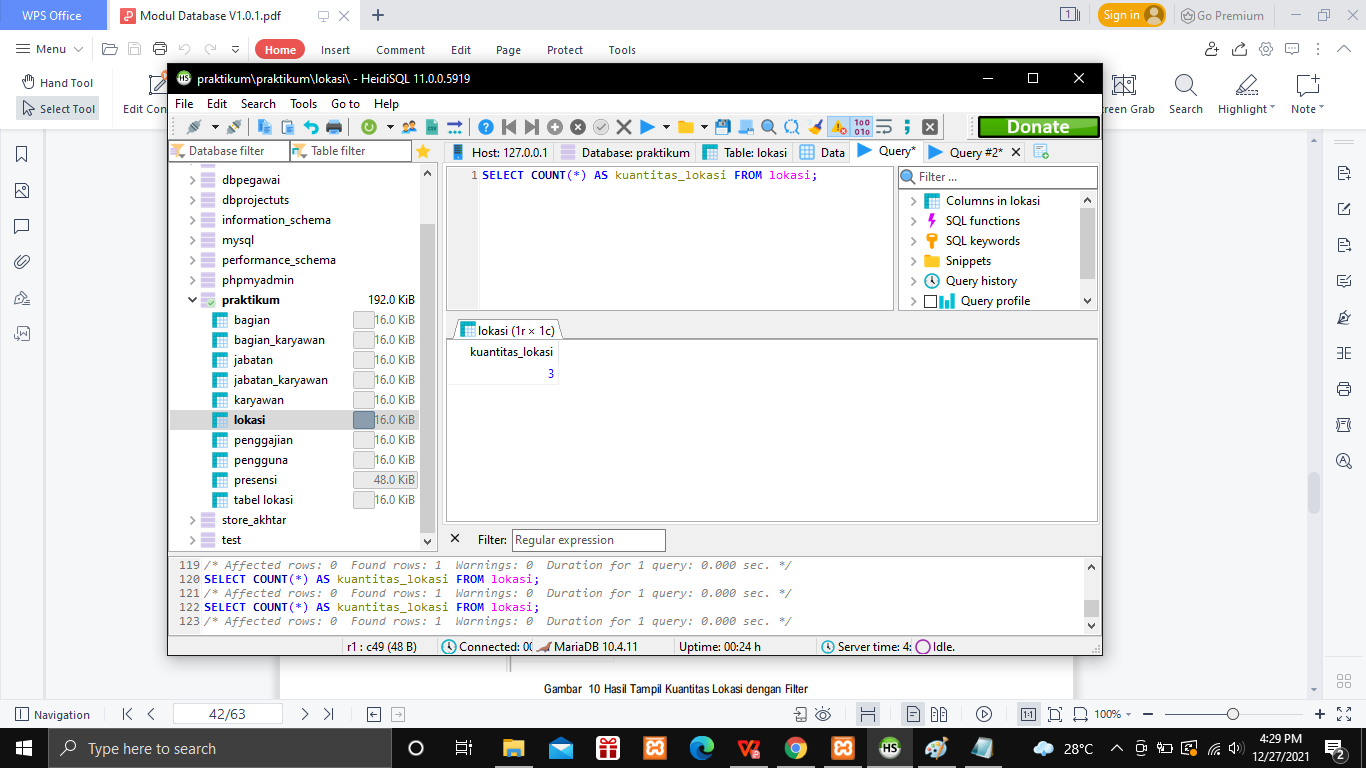 WPS Office
Modul Database V1.0.1.pdf
1
Sign in
Go Premium
Menu
Home
Insert
Comment
Edit
Page
Protect
Tools
Hand Tool
Select Tool
Edit Con
reen Grab
Search
Highlight
Note
praktikum\praktikum\lokasi\ - HeidiSQL 11.0.0.5919
File Edit Search Tools Go to Help
Donate
Database filter
Table filter
Host: 127.0.0.1
Database: praktikum
Table: lokasi
Data
Query*
Query #2*
dbpegawai
dbprojectuts
information_schema
mysql
performance_schema
phpmyadmin
praktikum 192.0 KiB
bagian 16.0 KiB
bagian_karyawan 16.0 KiB
jabatan 16.0 KiB
jabatan_karyawan 16.0 KiB
karyawan 16.0 KiB
lokasi 16.0 KiB
penggajian 16.0 KiB
pengguna 16.0 KiB
presensi 48.0 KiB
tabel lokasi 16.0 KiB
store_akhtar
test
1 SELECT COUNT(*) AS kuantitas_lokasi FROM lokasi;
Filter ...
Columns in lokasi
SQL functions
SQL keywords
Snippets
Query history
Query profile
lokasi (1r × 1c)
kuantitas_lokasi
3
Filter: Regular expression
119 /* Affected rows: 0 Found rows: 1 Warnings: 0 Duration for 1 query: 0.000 sec. */
120 SELECT COUNT(*) AS kuantitas_lokasi FROM lokasi;
121 /* Affected rows: 0 Found rows: 1 Warnings: 0 Duration for 1 query: 0.000 sec. */
122 SELECT COUNT(*) AS kuantitas_lokasi FROM lokasi;
123 /* Affected rows: 0 Found rows: 1 Warnings: 0 Duration for 1 query: 0.000 sec. */
r1 : c49 (48 B)
Connected: 00
MariaDB 10.4.11
Uptime: 00:24 h
Server time: 4:
Idle.
Gambar 10 Hasil Tampil Kuantitas Lokasi dengan Filter
Navigation
42/63
1:1
100%
Type here to search
HS
28°C
4:29 PM
12/27/2021
2